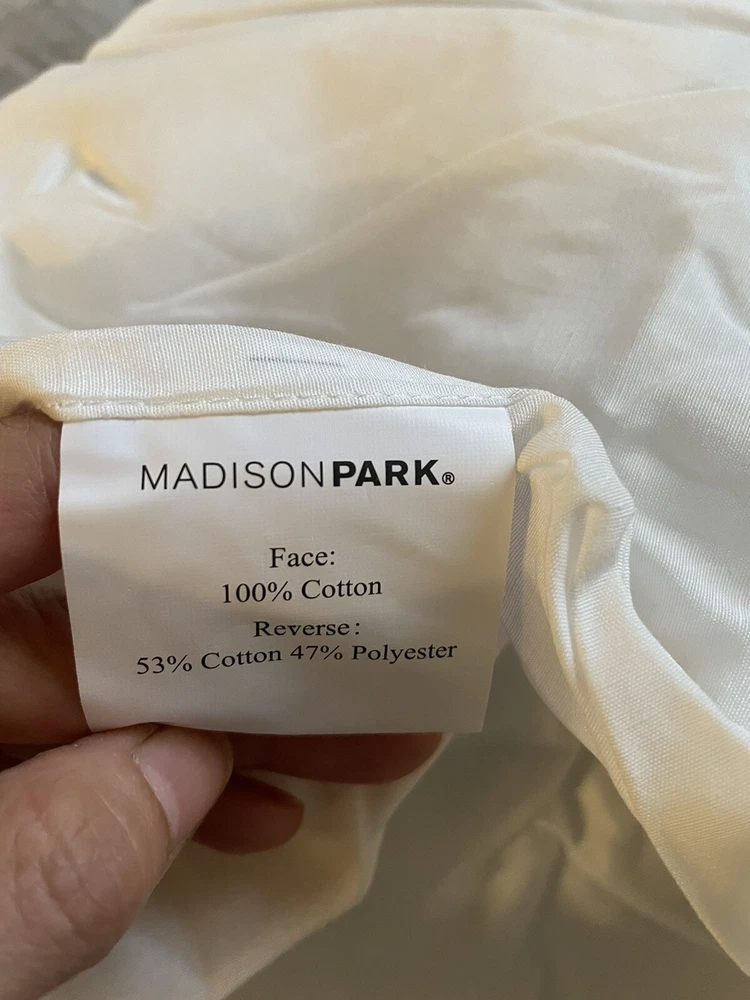 MADISONPARK®
Face:
100% Cotton
Reverse:
53% Cotton 47% Polyester